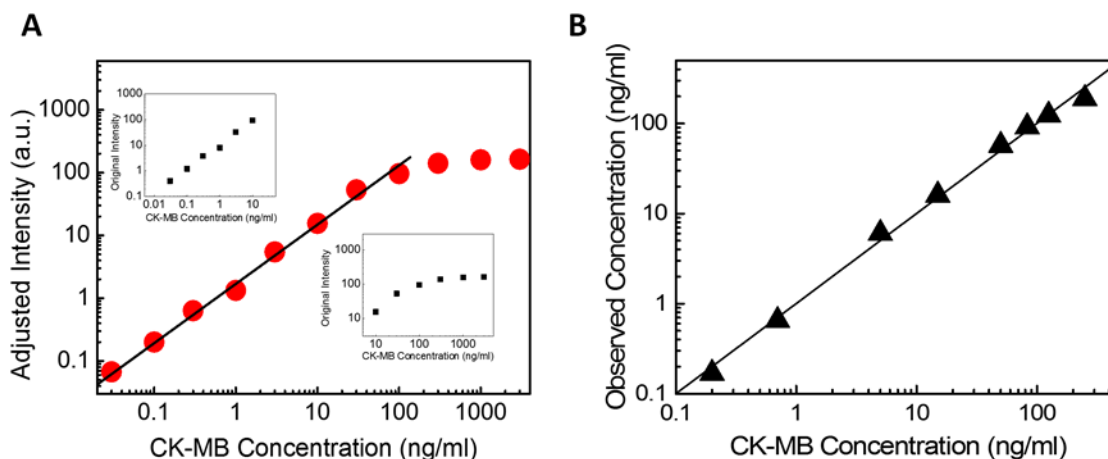 A
Adjusted Intensity (a.u.)
1000
100
10
1
0.1
0.1 1 10 100 1000
CK-MB Concentration (ng/ml)
Original Intensity
1000
100
10
1
0.1
0.01 0.1 1 10
CK-MB Concentration (ng/ml)
Original Intensity
1000
100
10
10 100 1000
CK-MB Concentration (ng/ml)
B
Observed Concentration (ng/ml)
100
10
1
0.1
0.1 1 10 100
CK-MB Concentration (ng/ml)